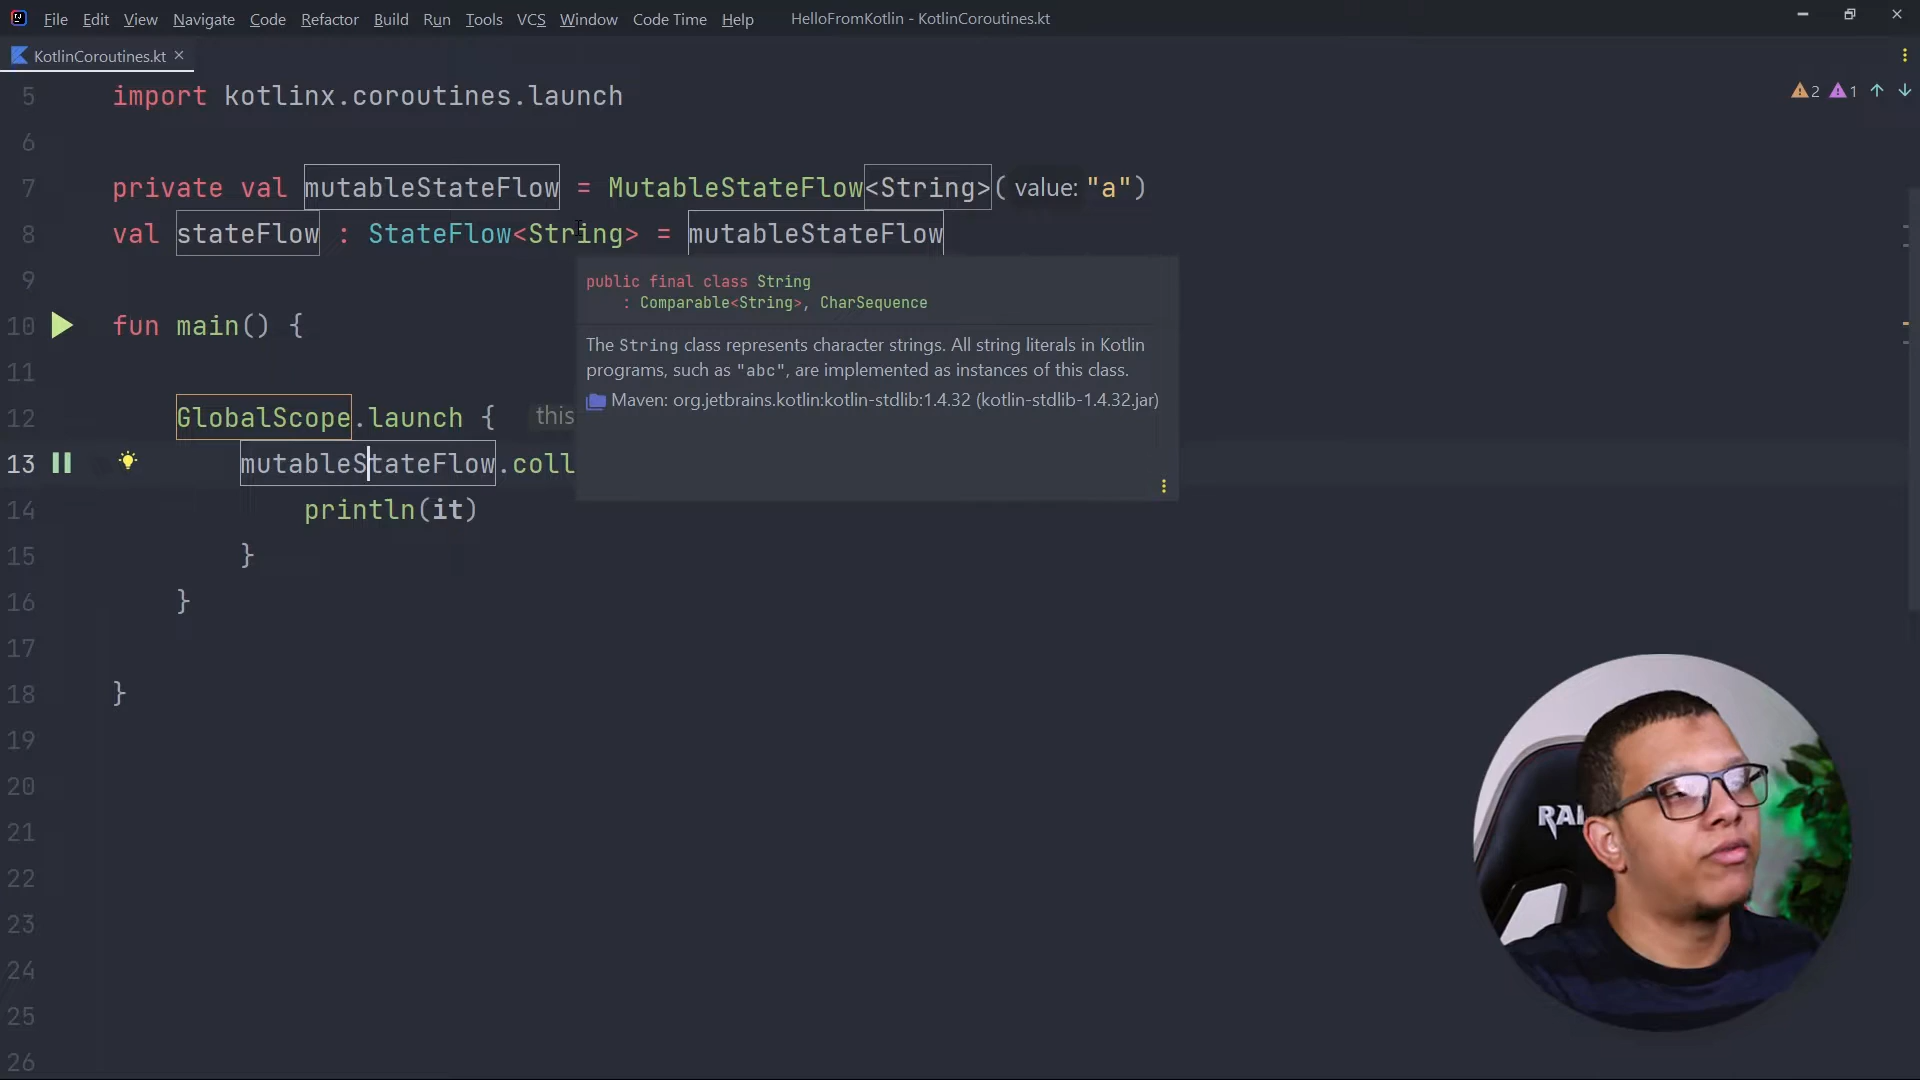 File Edit View Navigate Code Refactor Build Run Tools VCS Window Code Time Help HelloFromKotlin - KotlinCoroutines.kt
KotlinCoroutines.kt
2 1
5 import kotlinx.coroutines.launch
6
7 private val mutableStateFlow = MutableStateFlow<String>( value: "a")
8 val stateFlow : StateFlow<String> = mutableStateFlow
9
public final class String
: Comparable<String>, CharSequence
10 fun main() {
The String class represents character strings. All string literals in Kotlin
programs, such as "abc", are implemented as instances of this class.
11
Maven: org.jetbrains.kotlin:kotlin-stdlib:1.4.32 (kotlin-stdlib-1.4.32.jar)
12 GlobalScope.launch { this
13 mutableStateFlow.coll
14 println(it)
15 }
16 }
17
18 }
19
20
21
22
23
24
25
26